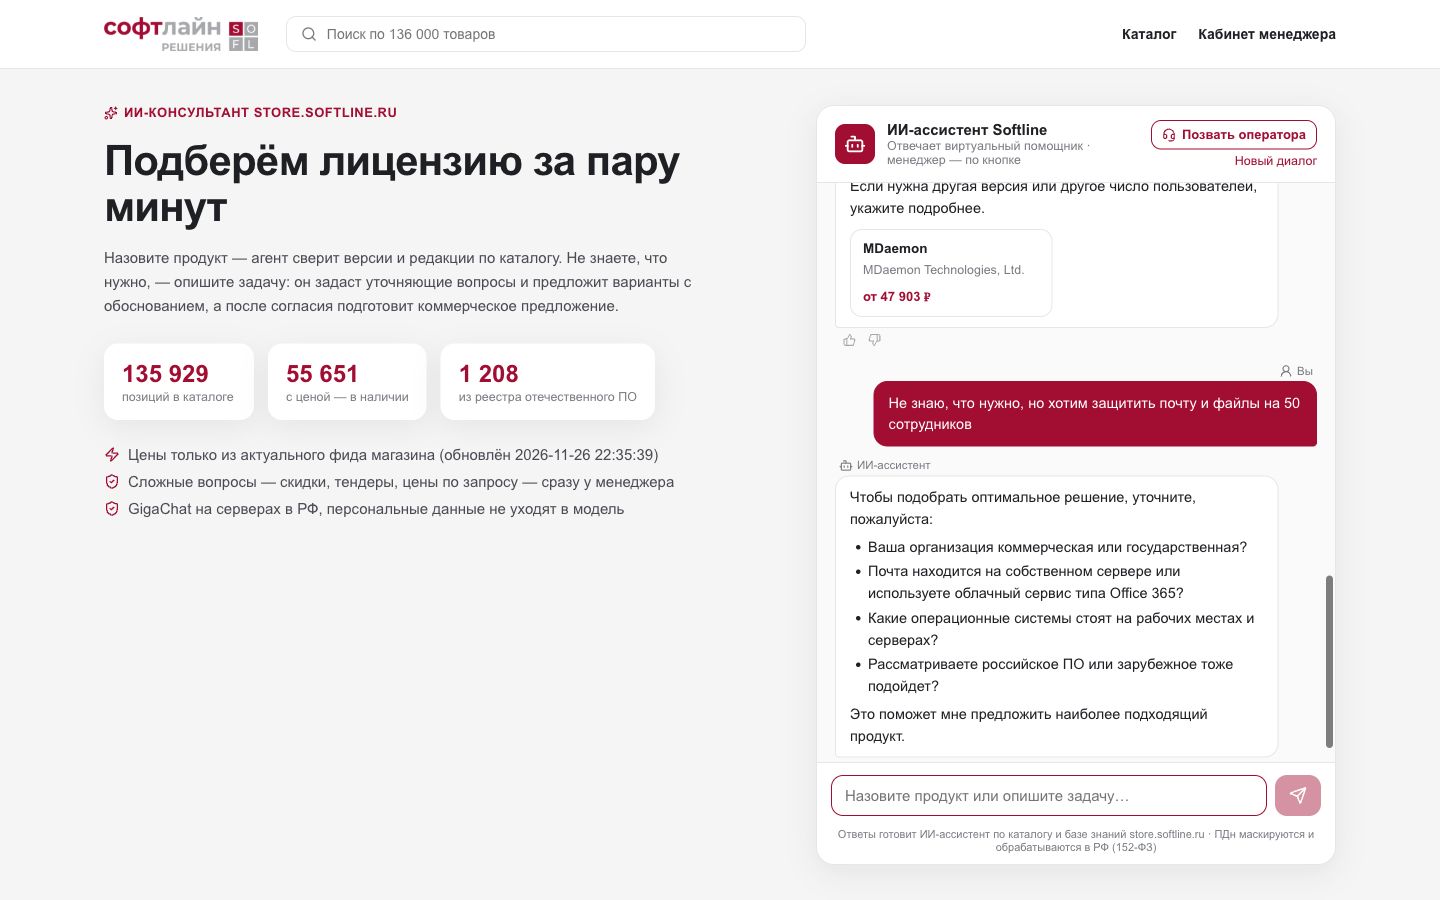 софтлайн
РЕШЕНИЯ
S O
F L
Поиск по 136 000 товаров
Каталог
Кабинет менеджера
ИИ-КОНСУЛЬТАНТ STORE.SOFTLINE.RU
Подберём лицензию за пару
минут
Назовите продукт — агент сверит версии и редакции по каталогу. Не знаете, что
нужно, — опишите задачу: он задаст уточняющие вопросы и предложит варианты с
обоснованием, а после согласия подготовит коммерческое предложение.
135 929
позиций в каталоге
55 651
с ценой — в наличии
1 208
из реестра отечественного ПО
Цены только из актуального фида магазина (обновлён 2026-11-26 22:35:39)
Сложные вопросы — скидки, тендеры, цены по запросу — сразу у менеджера
GigaChat на серверах в РФ, персональные данные не уходят в модель
ИИ-ассистент Softline
Отвечает виртуальный помощник ·
менеджер — по кнопке
Позвать оператора
Новый диалог
Если нужна другая версия или другое число пользователей,
укажите подробнее.
MDaemon
MDaemon Technologies, Ltd.
от 47 903 ₽
Вы
Не знаю, что нужно, но хотим защитить почту и файлы на 50
сотрудников
ИИ-ассистент
Чтобы подобрать оптимальное решение, уточните,
пожалуйста:
• Ваша организация коммерческая или государственная?
• Почта находится на собственном сервере или
используете облачный сервис типа Office 365?
• Какие операционные системы стоят на рабочих местах и
серверах?
• Рассматриваете российское ПО или зарубежное тоже
подойдет?
Это поможет мне предложить наиболее подходящий
продукт.
Назовите продукт или опишите задачу…
Ответы готовит ИИ-ассистент по каталогу и базе знаний store.softline.ru · ПДн маскируются и
обрабатываются в РФ (152-ФЗ)